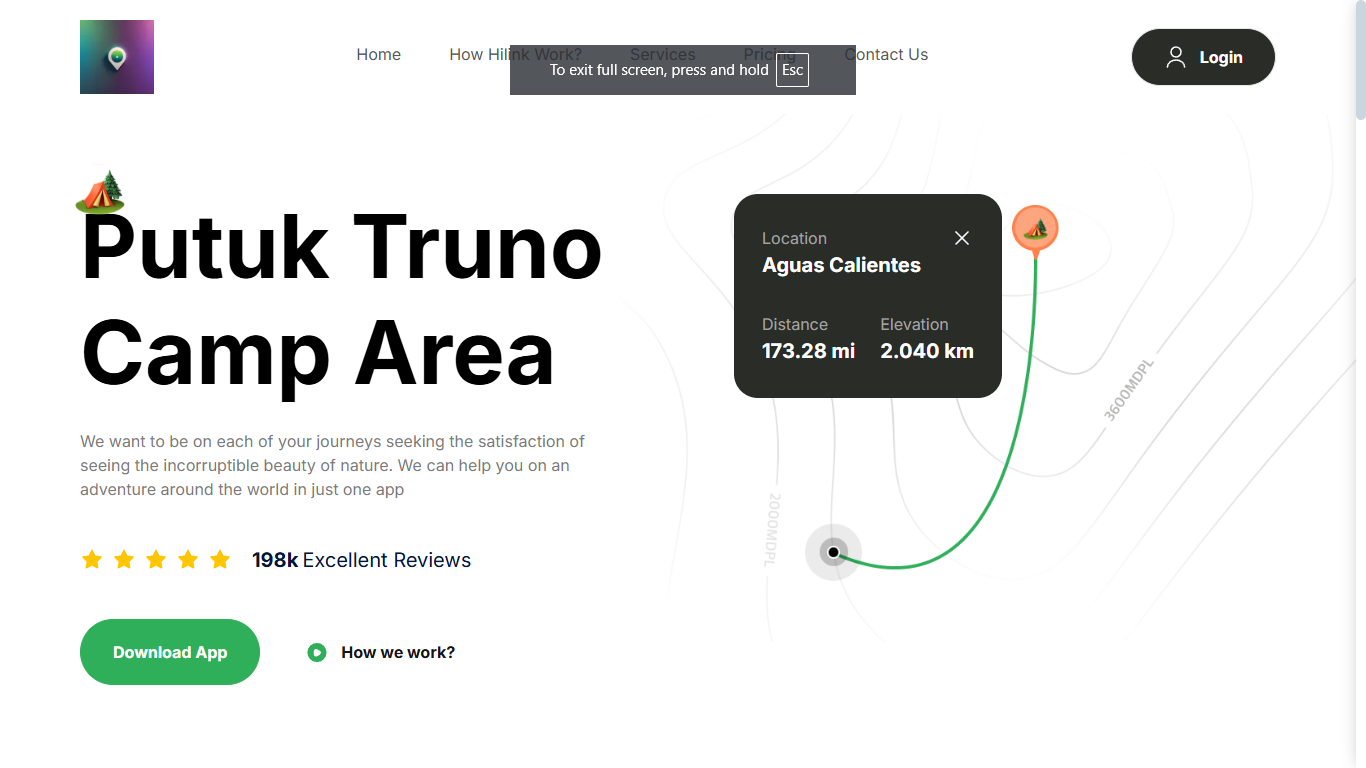 Home How Hilink Work? Services Pricing Contact Us Login
To exit full screen, press and hold Esc
Putuk Truno
Camp Area
We want to be on each of your journeys seeking the satisfaction of
seeing the incorruptible beauty of nature. We can help you on an
adventure around the world in just one app
198k Excellent Reviews
Download App How we work?
Location
Aguas Calientes
Distance Elevation
173.28 mi 2.040 km
3600MDPL
2000MDPL